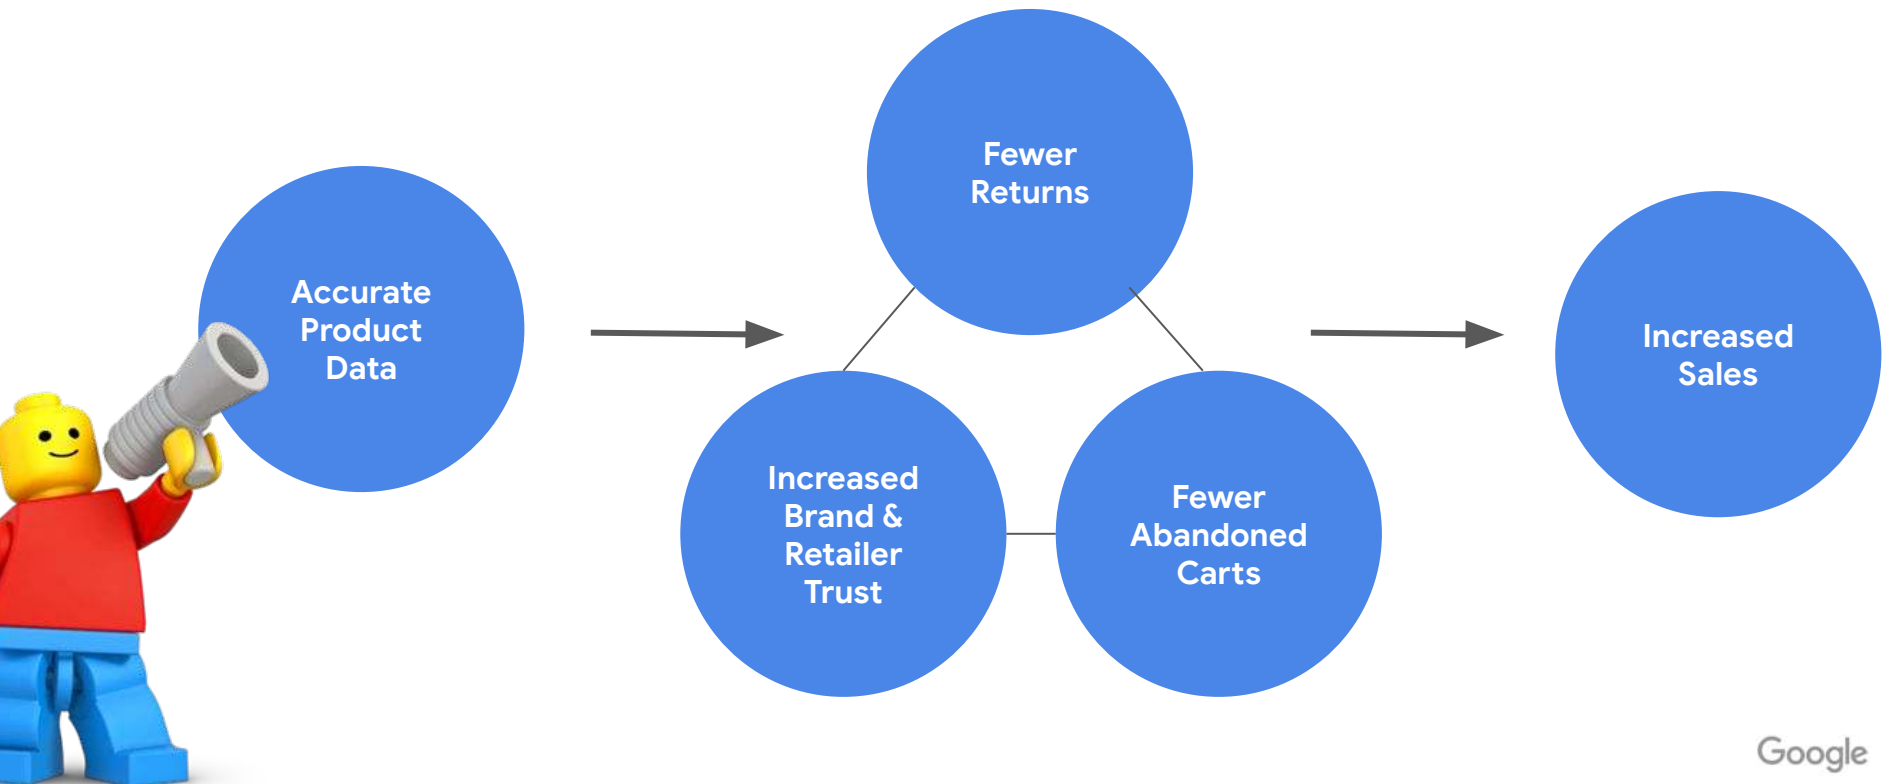 Accurate
Product
Data
Fewer
Returns
Increased
Brand &
Retailer
Trust
Fewer
Abandoned
Carts
Increased
Sales
Google